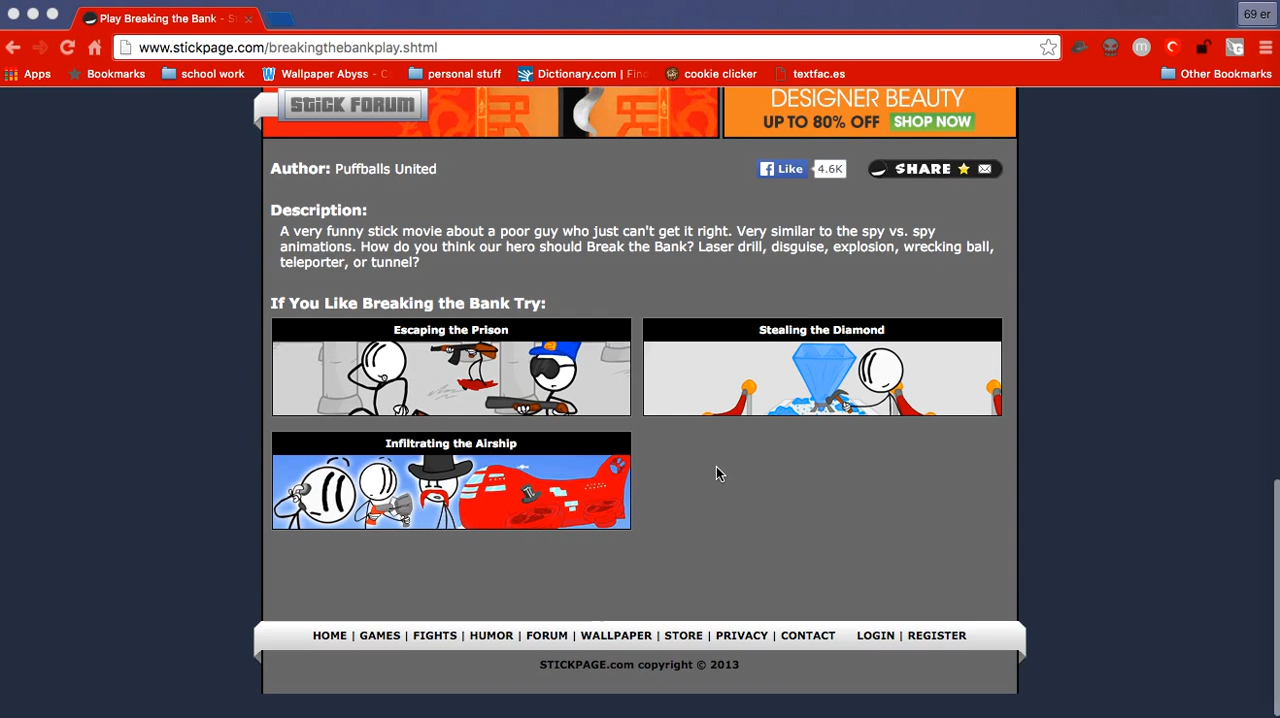 Play Breaking the Bank - St
69 er
www.stickpage.com/breakingthebankplay.shtml
Apps
Bookmarks
school work
Wallpaper Abyss - C
personal stuff
Dictionary.com | Fin
cookie clicker
textfac.es
Other Bookmarks
STICK FORUM
DESIGNER BEAUTY
UP TO 80% OFF SHOP NOW
Author: Puffballs United
Like 4.6K
SHARE
Description:
A very funny stick movie about a poor guy who just can't get it right. Very similar to the spy vs. spy
animations. How do you think our hero should Break the Bank? Laser drill, disguise, explosion, wrecking ball,
teleporter, or tunnel?
If You Like Breaking the Bank Try:
Escaping the Prison
Stealing the Diamond
Infiltrating the Airship
HOME | GAMES | FIGHTS | HUMOR | FORUM | WALLPAPER | STORE | PRIVACY | CONTACT LOGIN | REGISTER
STICKPAGE.com copyright © 2013